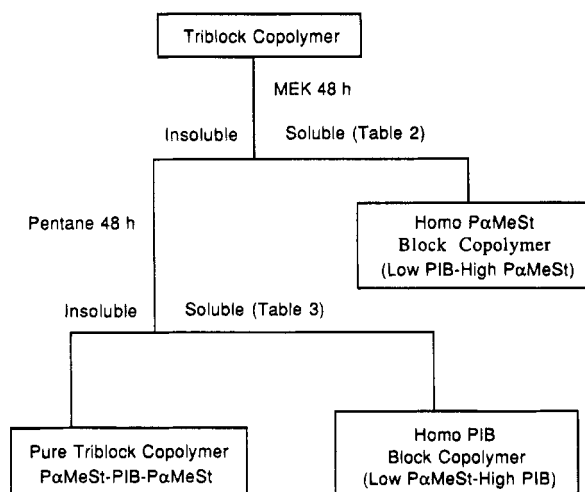 Triblock Copolymer
MEK 48 h
Insoluble Soluble (Table 2)
Pentane 48 h
Homo PαMeSt
Block Copolymer
(Low PIB-High PαMeSt)
Insoluble Soluble (Table 3)
Pure Triblock Copolymer
PαMeSt-PIB-PαMeSt
Homo PIB
Block Copolymer
(Low PαMeSt-High PIB)